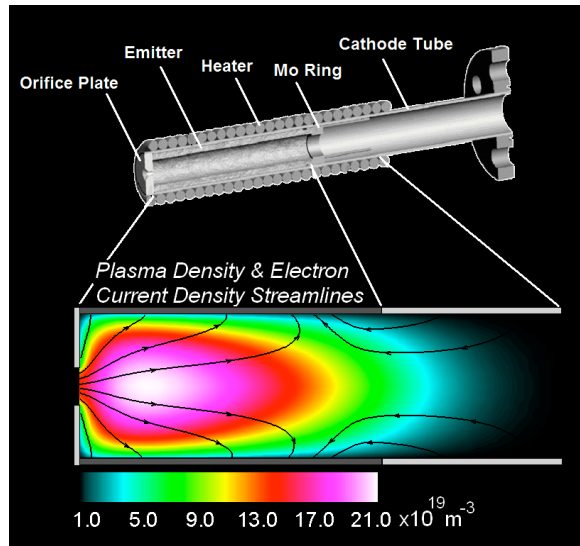 Cathode Tube
Emitter
Heater
Mo Ring
Orifice Plate
Plasma Density & Electron
Current Density Streamlines
1.0 5.0 9.0 13.0 17.0 21.0 x10¹⁹m⁻³